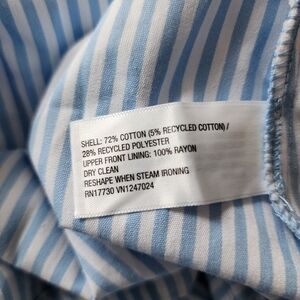 SHELL: 72% COTTON (5% RECYCLED COTTON) /
28% RECYCLED POLYESTER
UPPER FRONT LINING: 100% RAYON
DRY CLEAN
RESHAPE WHEN STEAM IRONING
RN17730 VN1247024